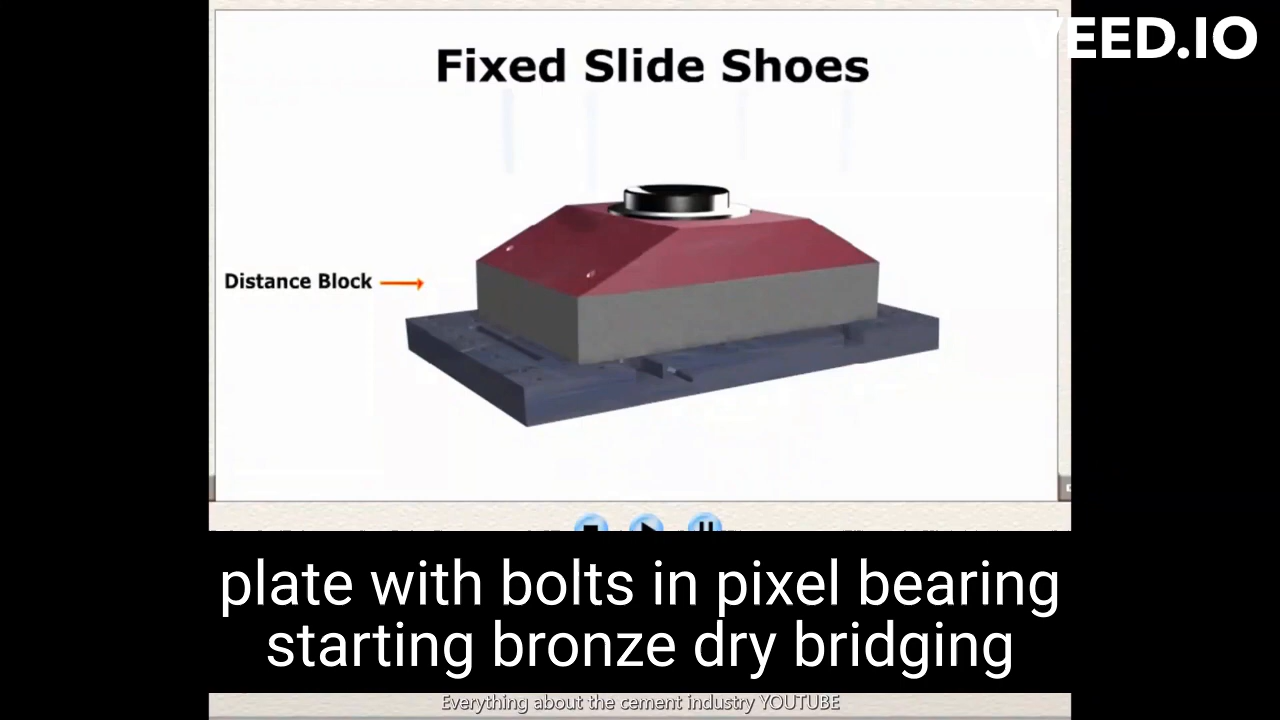 VEED.IO
Fixed Slide Shoes
Distance Block
plate with bolts in pixel bearing
starting bronze dry bridging
Everything about the cement industry YOUTUBE